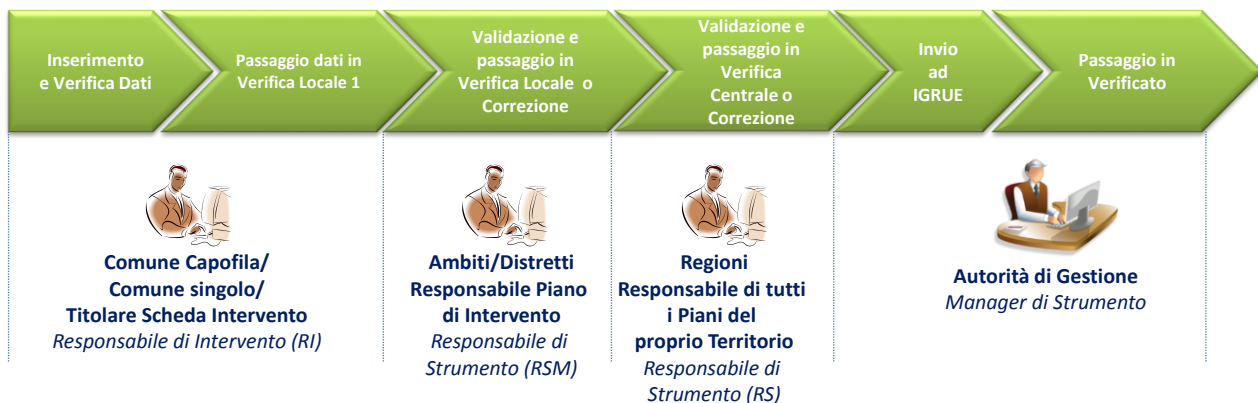 Inserimento
e Verifica Dati
Passaggio dati in
Verifica Locale 1
Validazione e
passaggio in
Verifica Locale o
Correzione
Validazione e
passaggio in
Verifica
Centrale o
Correzione
Invio
ad
IGRUE
Passaggio in
Verificato
Comune Capofila/
Comune singolo/
Titolare Scheda Intervento
Responsabile di Intervento (RI)
Ambiti/Distretti
Responsabile Piano
di Intervento
Responsabile di
Strumento (RSM)
Regioni
Responsabile di tutti
i Piani del
proprio Territorio
Responsabile di
Strumento (RS)
Autorità di Gestione
Manager di Strumento